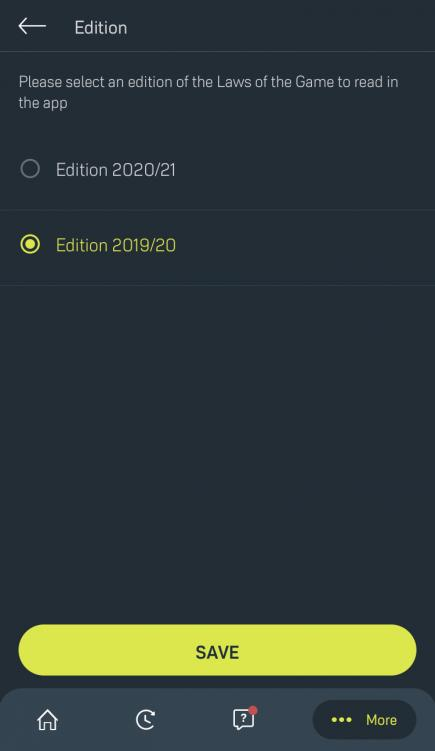 Edition
Please select an edition of the Laws of the Game to read in
the app
Edition 2020/21
Edition 2019/20
SAVE
?
More